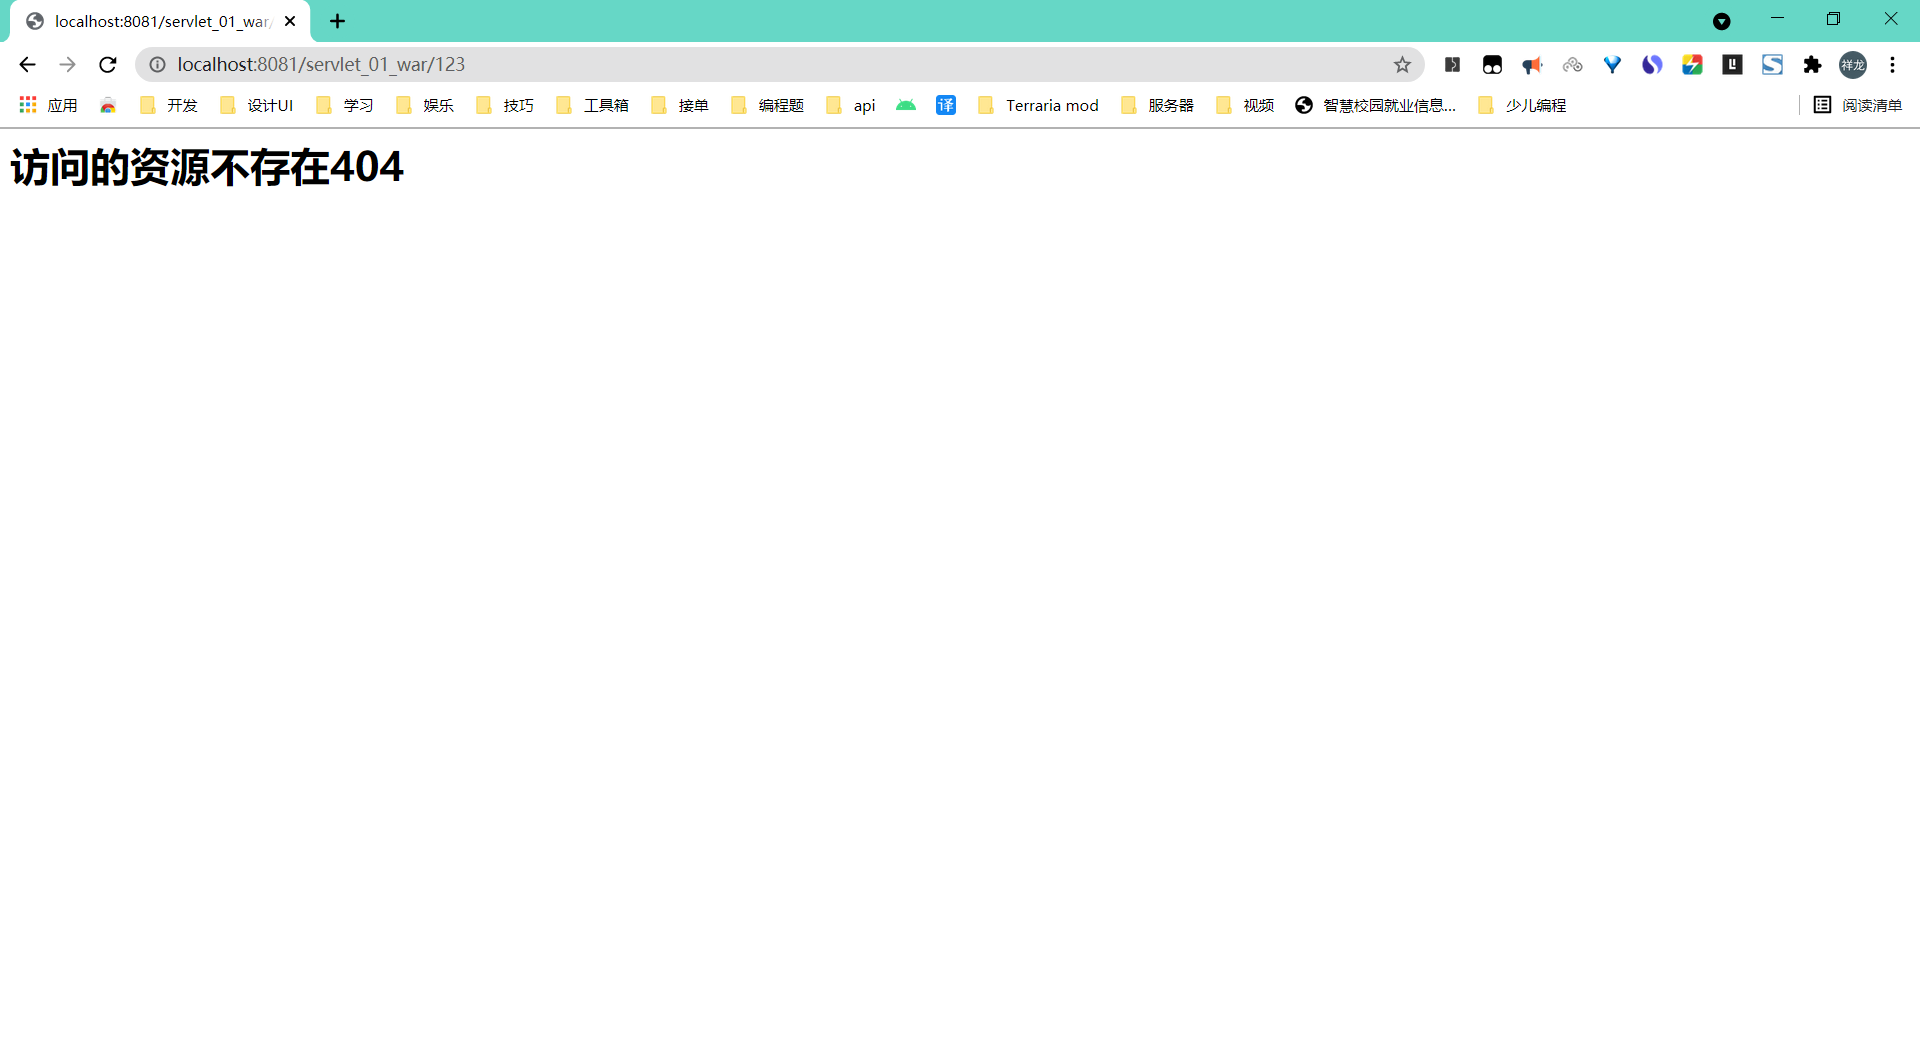 localhost:8081/servlet_01_war/
localhost:8081/servlet_01_war/123
祥龙
应用 开发 设计UI 学习 娱乐 技巧 工具箱 接单 编程题 api 译 Terraria mod 服务器 视频 智慧校园就业信息... 少儿编程 阅读清单
访问的资源不存在404